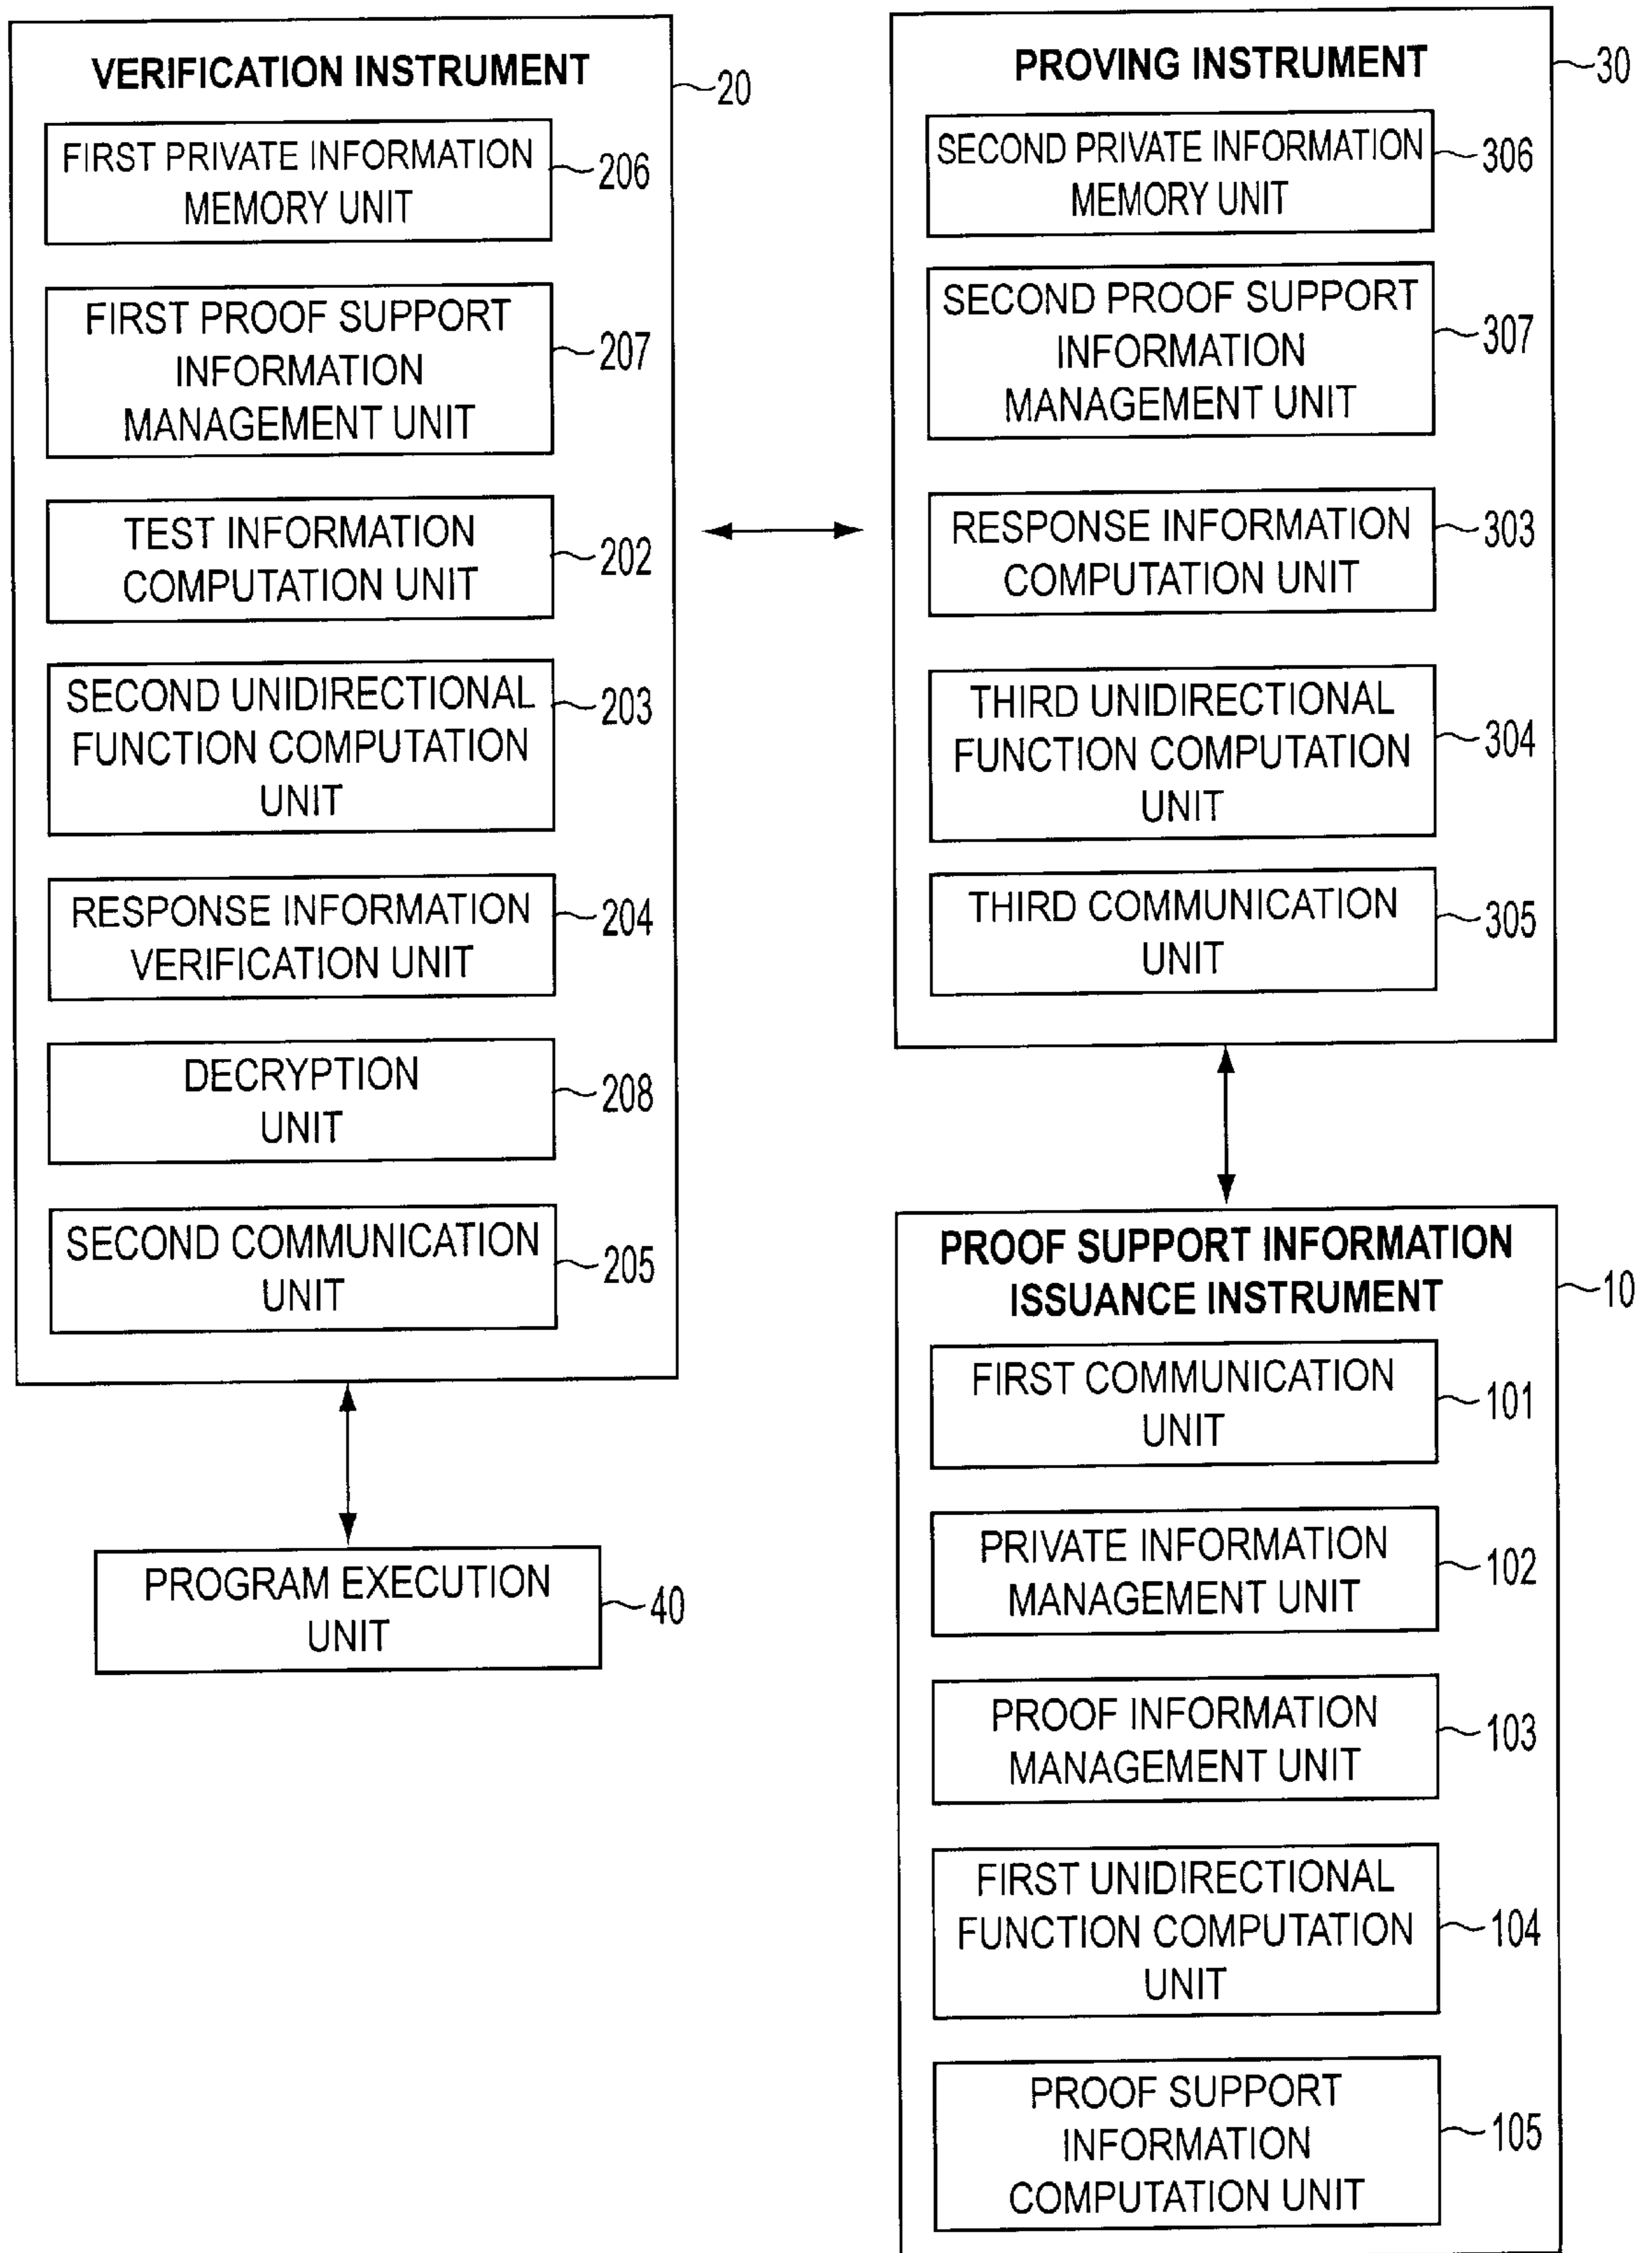 VERIFICATION INSTRUMENT
20
FIRST PRIVATE INFORMATION
MEMORY UNIT
206
FIRST PROOF SUPPORT
INFORMATION
MANAGEMENT UNIT
207
TEST INFORMATION
COMPUTATION UNIT
202
SECOND UNIDIRECTIONAL
FUNCTION COMPUTATION
UNIT
203
RESPONSE INFORMATION
VERIFICATION UNIT
204
DECRYPTION
UNIT
208
SECOND COMMUNICATION
UNIT
205
PROGRAM EXECUTION
UNIT
40
PROVING INSTRUMENT
30
SECOND PRIVATE INFORMATION
MEMORY UNIT
306
SECOND PROOF SUPPORT
INFORMATION
MANAGEMENT UNIT
307
RESPONSE INFORMATION
COMPUTATION UNIT
303
THIRD UNIDIRECTIONAL
FUNCTION COMPUTATION
UNIT
304
THIRD COMMUNICATION
UNIT
305
PROOF SUPPORT INFORMATION
ISSUANCE INSTRUMENT
10
FIRST COMMUNICATION
UNIT
101
PRIVATE INFORMATION
MANAGEMENT UNIT
102
PROOF INFORMATION
MANAGEMENT UNIT
103
FIRST UNIDIRECTIONAL
FUNCTION COMPUTATION
UNIT
104
PROOF SUPPORT
INFORMATION
COMPUTATION UNIT
105